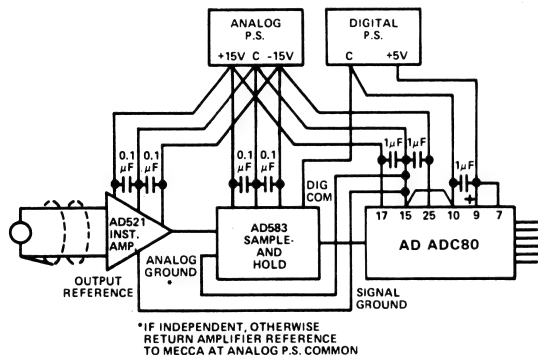 ANALOG
P.S.
+15V C -15V
DIGITAL
P.S.
C +5V
0.1
µF
0.1
µF
0.1
µF
0.1
µF
1µF
1µF
1µF
DIG
COM
+
17 15 25 10 9 7
AD521
INST.
AMP.
AD583
SAMPLE-
AND
HOLD
AD ADC80
ANALOG
GROUND
*
OUTPUT
REFERENCE
SIGNAL
GROUND
*IF INDEPENDENT, OTHERWISE
RETURN AMPLIFIER REFERENCE
TO MECCA AT ANALOG P.S. COMMON